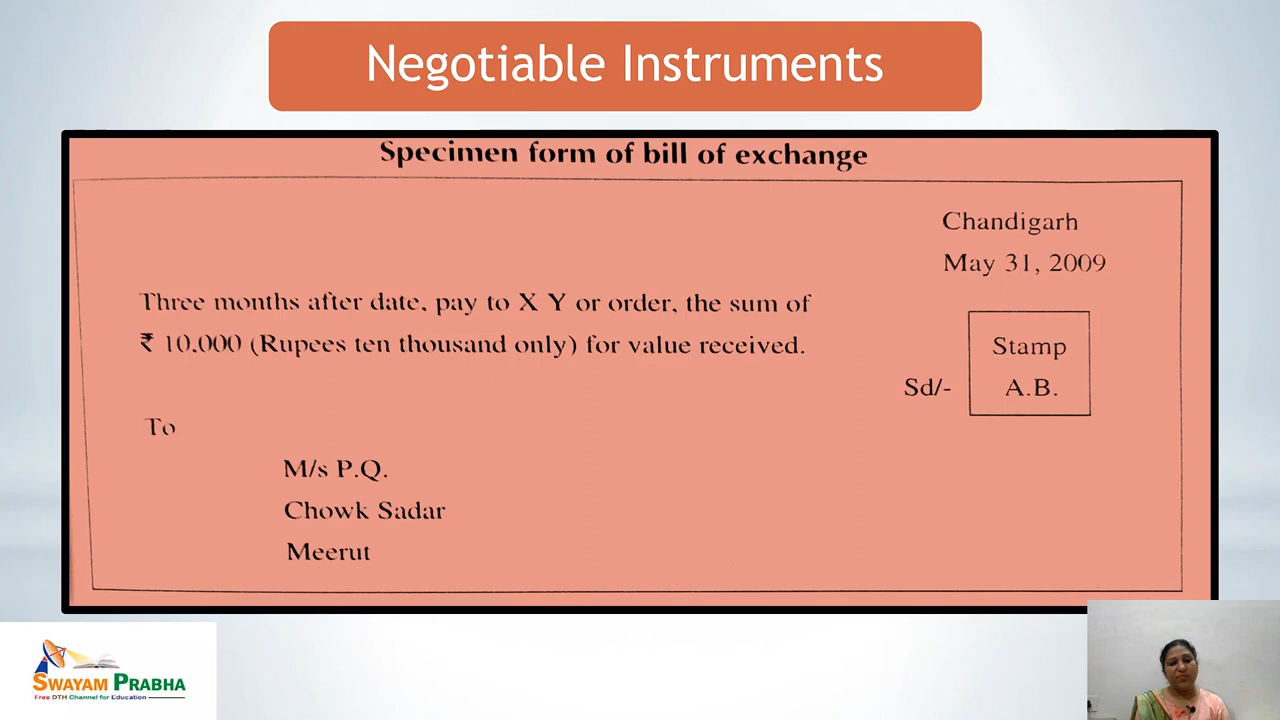 Negotiable Instruments
Specimen form of bill of exchange
Chandigarh
May 31, 2009
Three months after date, pay to X Y or order, the sum of
₹ 10,000 (Rupees ten thousand only) for value received.
Stamp
Sd/- A.B.
To
M/s P.Q.
Chowk Sadar
Meerut
SWAYAM PRABHA
Free DTH Channel for Education